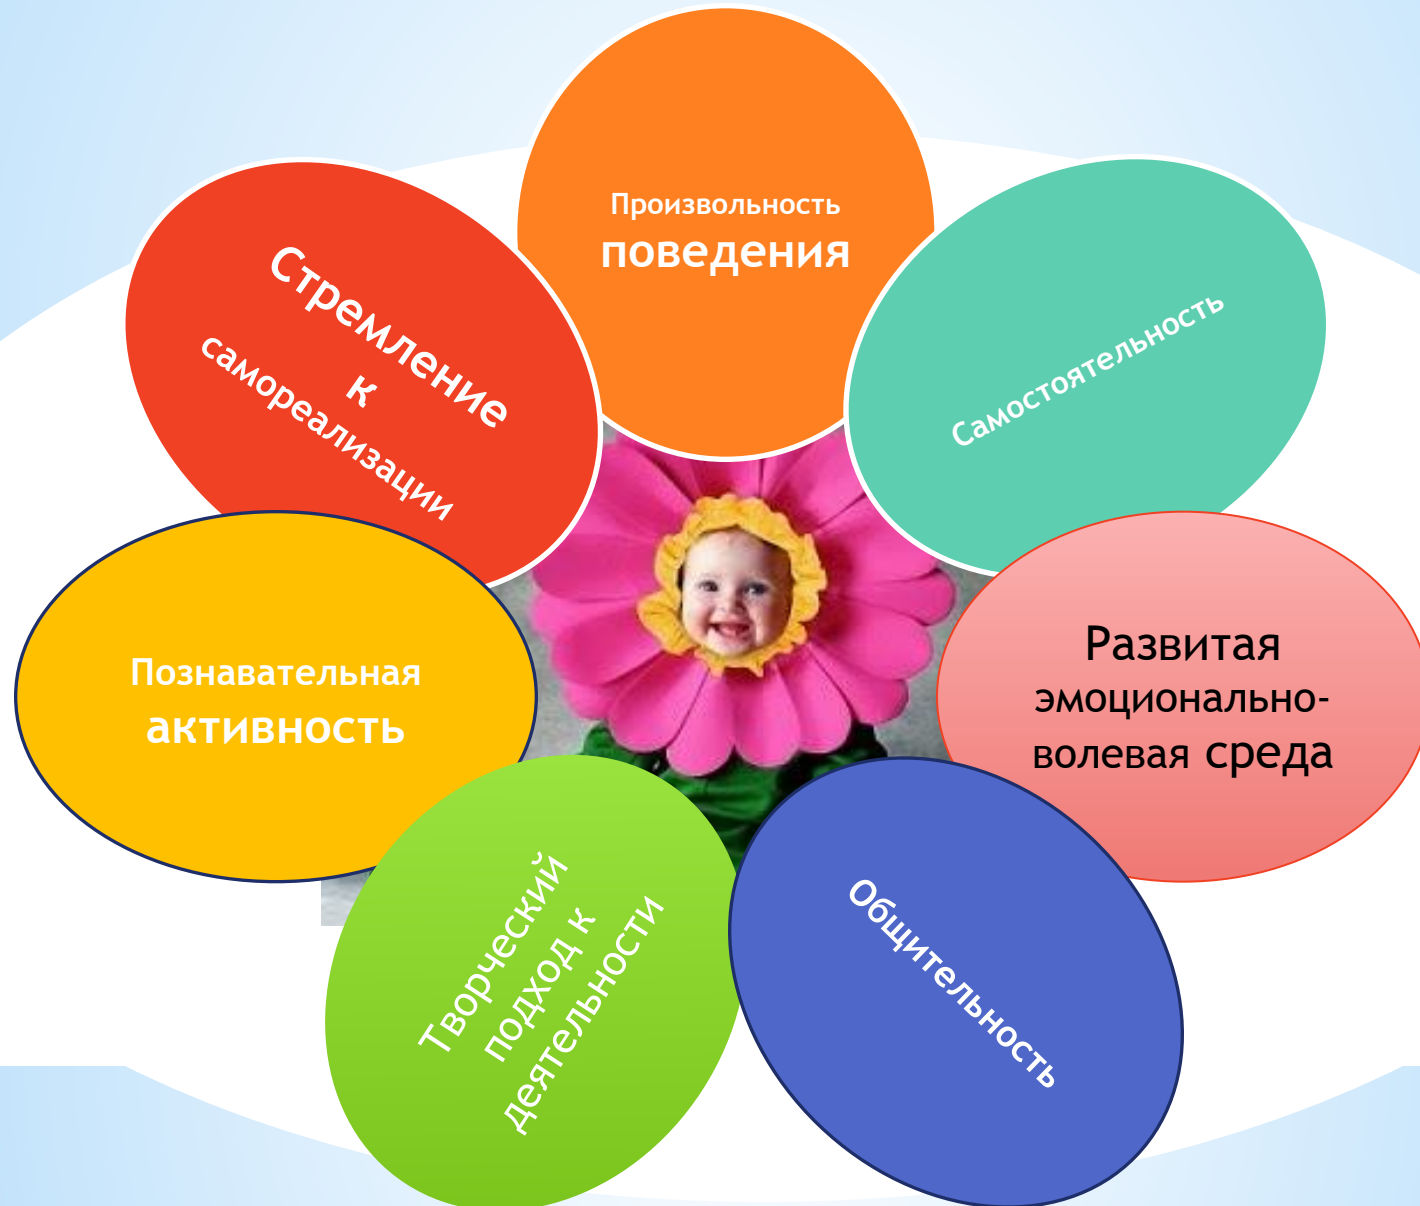 Произвольность
поведения
Самостоятельность
Развитая
эмоционально-
волевая среда
Общительность
Творческий
подход к
деятельности
Познавательная
активность
Стремление
к
самореализации